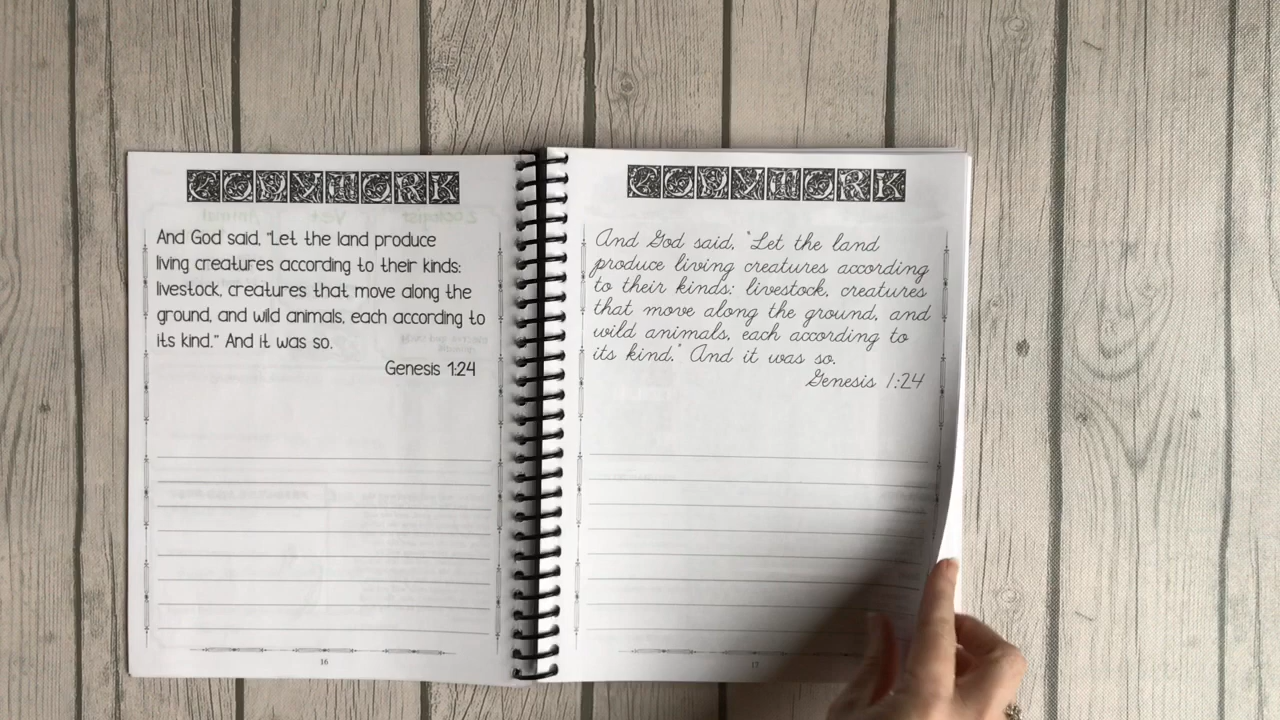 COPYWORK
And God said, "Let the land produce
living creatures according to their kinds:
livestock, creatures that move along the
ground, and wild animals, each according to
its kind." And it was so.
Genesis 1:24
16
COPYWORK
And God said, "Let the land
produce living creatures according
to their kinds: livestock, creatures
that move along the ground, and
wild animals, each according to
its kind." And it was so.
Genesis 1:24
17